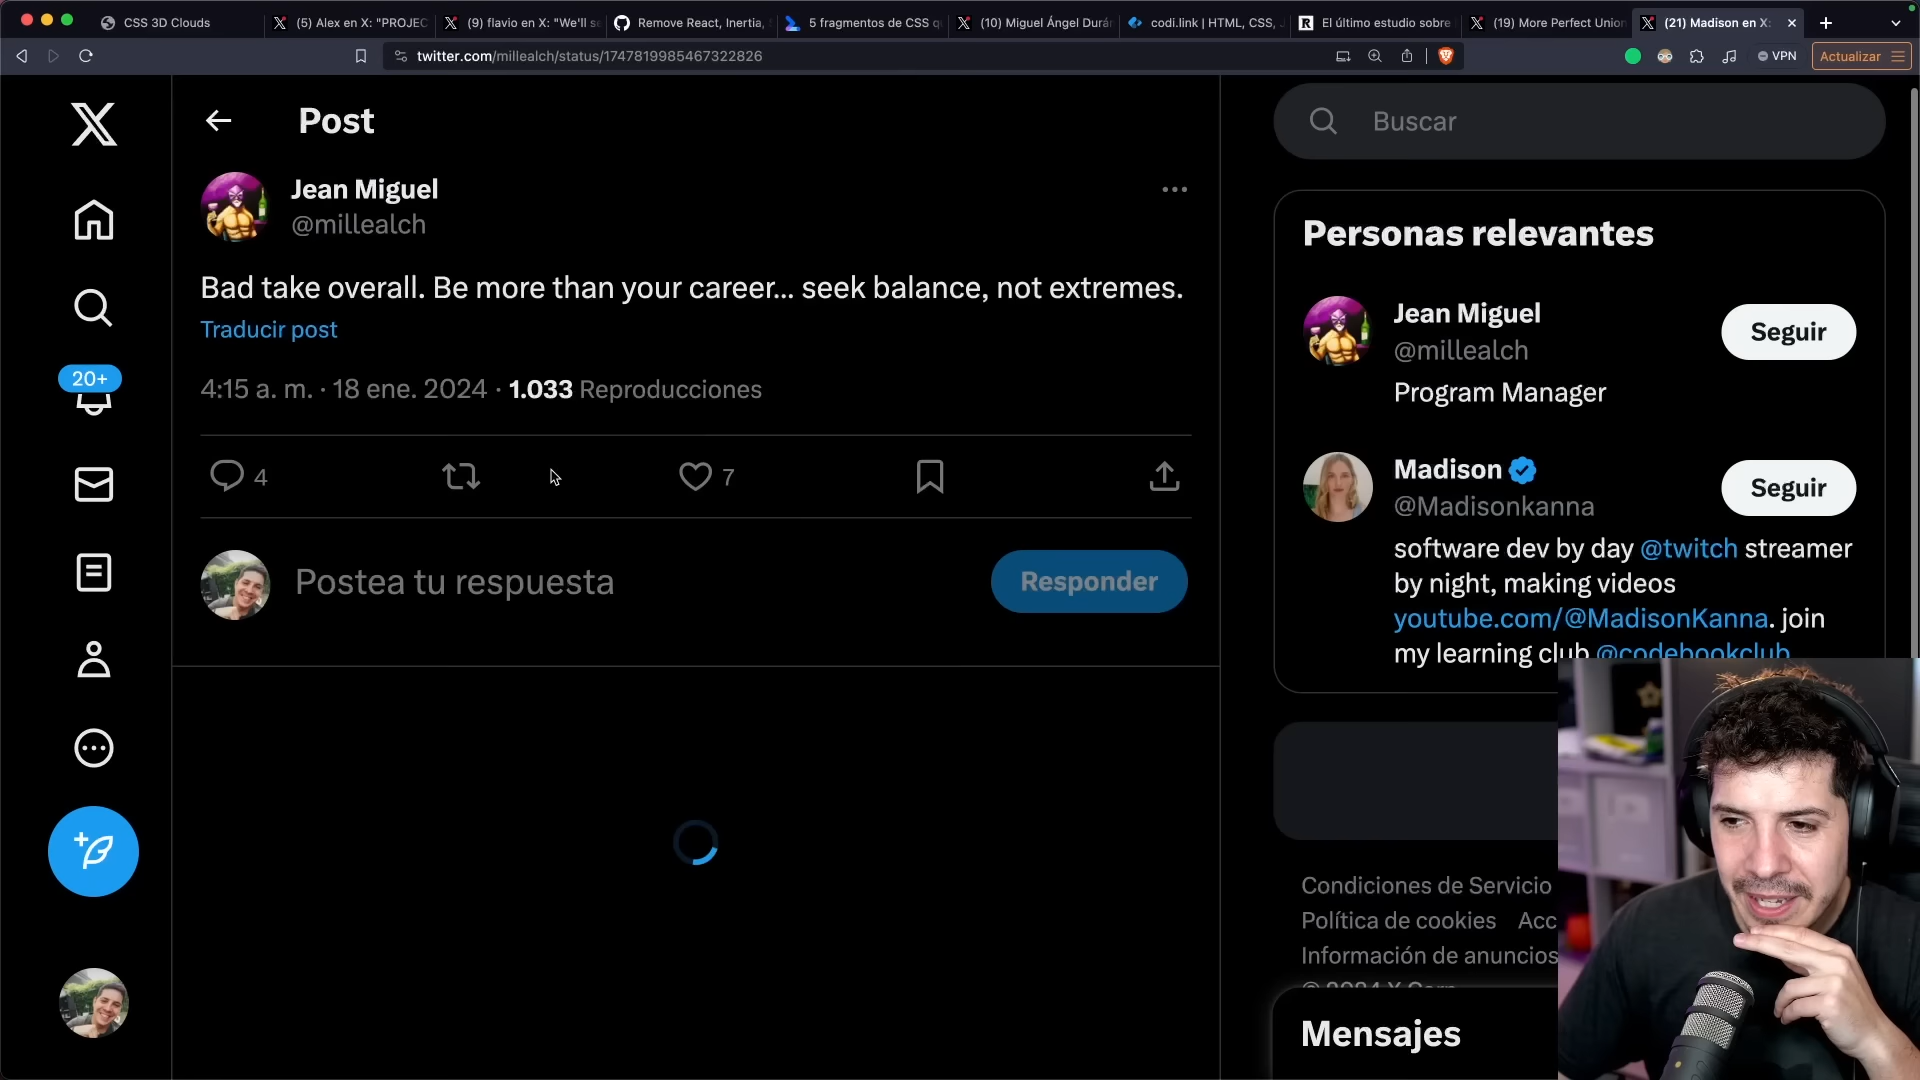 CSS 3D Clouds
(5) Alex en X: "PROJEC
(9) flavio en X: "We'll se
Remove React, Inertia,
5 fragmentos de CSS q
(10) Miguel Ángel Durán
codi.link | HTML, CSS, J
El último estudio sobre
(19) More Perfect Union
(21) Madison en X:
twitter.com/millealch/status/1747819985467322826
VPN
Actualizar
Post
Buscar
Jean Miguel
@millealch
Bad take overall. Be more than your career... seek balance, not extremes.
Traducir post
4:15 a. m. · 18 ene. 2024 · 1.033 Reproducciones
4
7
Postea tu respuesta
Responder
20+
Personas relevantes
Jean Miguel
@millealch
Seguir
Program Manager
Madison
@Madisonkanna
Seguir
software dev by day @twitch streamer
by night, making videos
youtube.com/@MadisonKanna. join
my learning club @codebookclub
Condiciones de Servicio
Política de cookies Acc
Información de anuncios
© 2024 X Corp.
Mensajes